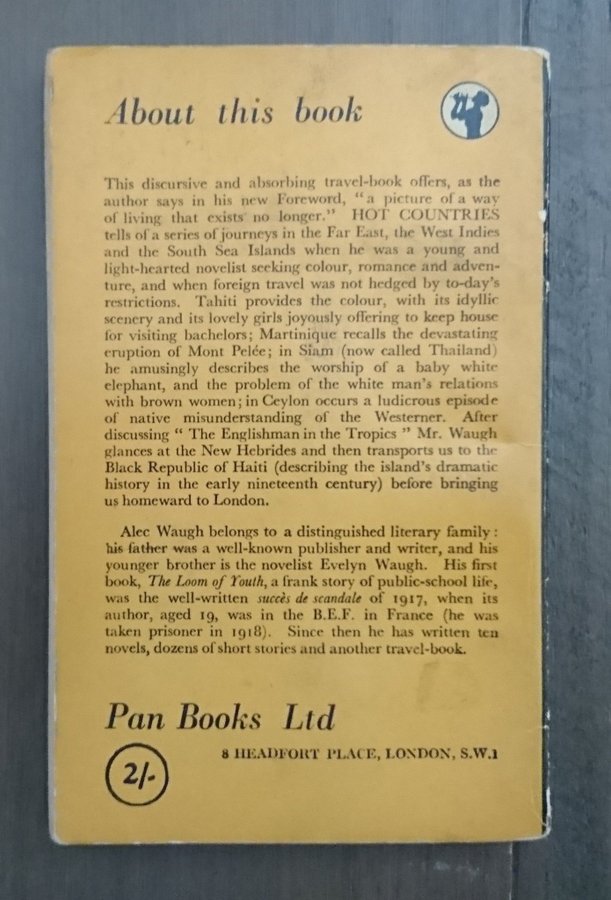 About this book
This discursive and absorbing travel-book offers, as the
author says in his new Foreword, “a picture of a way
of living that exists no longer.” HOT COUNTRIES
tells of a series of journeys in the Far East, the West Indies
and the South Sea Islands when he was a young and
light-hearted novelist seeking colour, romance and adven-
ture, and when foreign travel was not hedged by to-day's
restrictions. Tahiti provides the colour, with its idyllic
scenery and its lovely girls joyously offering to keep house
for visiting bachelors; Martinique recalls the devastating
eruption of Mont Pelée; in Siam (now called Thailand)
he amusingly describes the worship of a baby white
elephant, and the problem of the white man's relations
with brown women; in Ceylon occurs a ludicrous episode
of native misunderstanding of the Westerner. After
discussing “ The Englishman in the Tropics ” Mr. Waugh
glances at the New Hebrides and then transports us to the
Black Republic of Haiti (describing the island's dramatic
history in the early nineteenth century) before bringing
us homeward to London.
Alec Waugh belongs to a distinguished literary family :
his father was a well-known publisher and writer, and his
younger brother is the novelist Evelyn Waugh. His first
book, The Loom of Youth, a frank story of public-school life,
was the well-written succès de scandale of 1917, when its
author, aged 19, was in the B.E.F. in France (he was
taken prisoner in 1918). Since then he has written ten
novels, dozens of short stories and another travel-book.
Pan Books Ltd
8 HEADFORT PLACE, LONDON, S.W.1
2/-